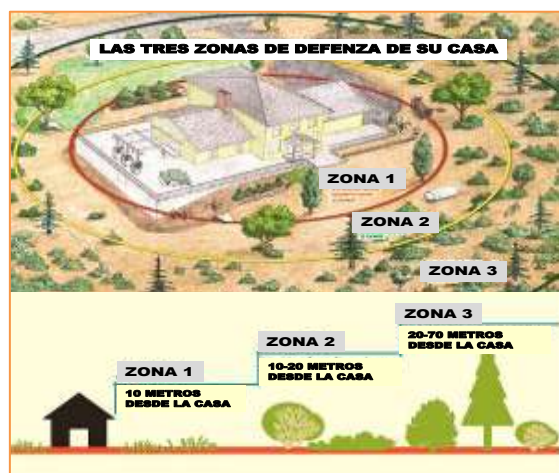 LAS TRES ZONAS DE DEFENZA DE SU CASA
ZONA 1
ZONA 2
ZONA 3
ZONA 3
20-70 METROS
DESDE LA CASA
ZONA 2
10-20 METROS
DESDE LA CASA
ZONA 1
10 METROS
DESDE LA CASA